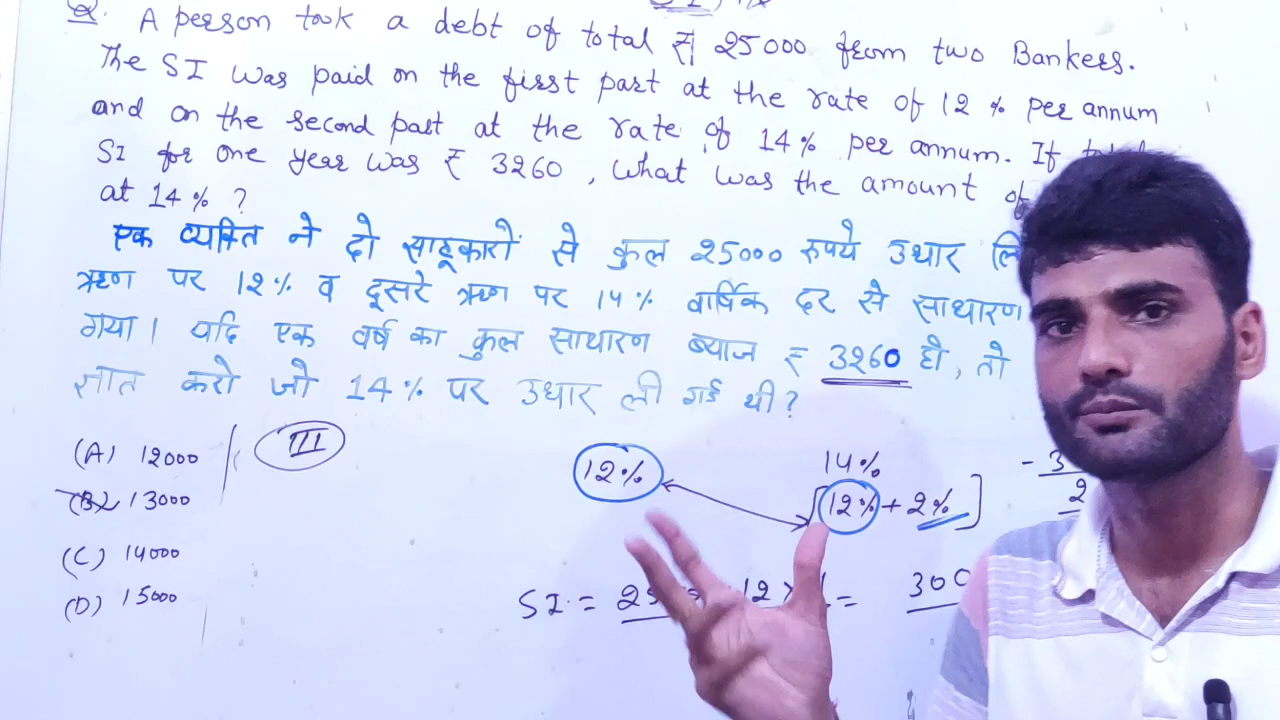 Q. A person took a debt of total ₹ 25000 from two Bankers.
The SI was paid on the first part at the rate of 12 % per annum
and on the second part at the rate of 14% per annum. If
SI for one year was ₹ 3260, What was the amount of
at 14% ?
एक व्यक्ति ने दो साहूकारों से कुल 25000 रुपये उधार
ऋण पर 12% व दूसरे ऋण पर 14% वार्षिक दर से साधारण
गया। यदि एक वर्ष का कुल साधारण ब्याज ₹ 3260 हो, तो
ज्ञात करो जो 14% पर उधार ली गई थी?
(A) 12000
III
(B) 13000
(C) 14000
(D) 15000
12%
14%
[12% + 2%]
2
SI =
12 ×
=
300